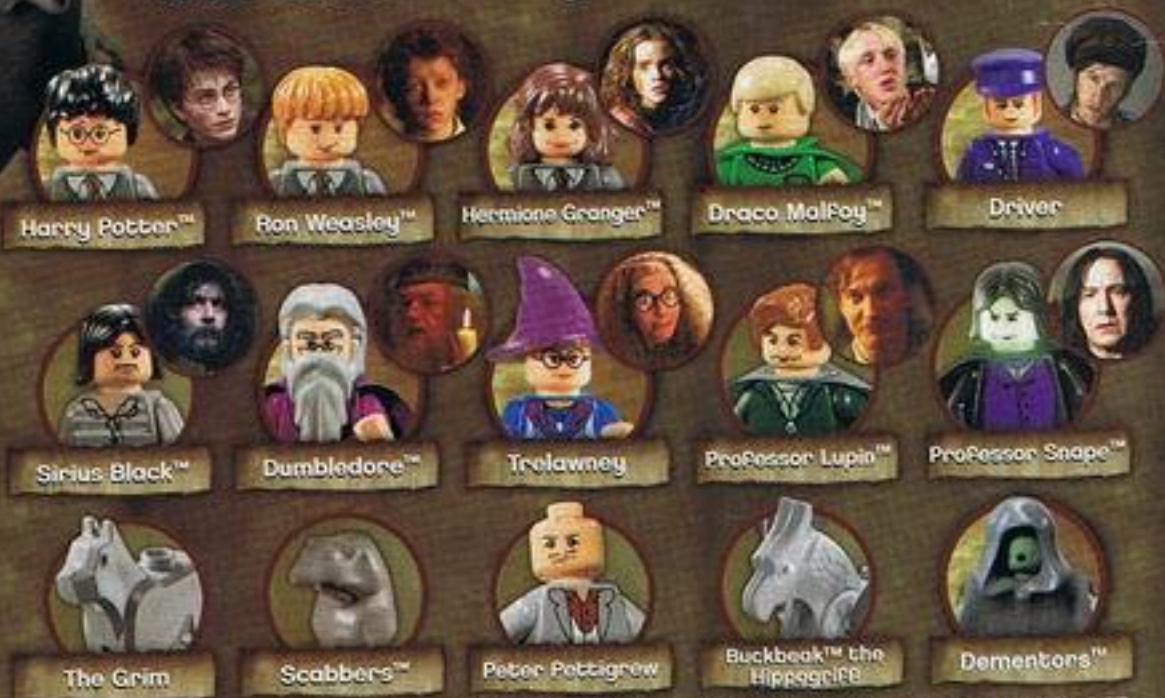 Harry Potter™
Ron Weasley™
Hermione Granger™
Draco Malfoy™
Driver
Sirius Black™
Dumbledore™
Trelawney
Professor Lupin™
Professor Snape™
The Grim
Scabbers™
Peter Pettigrew
Buckbeak™ the
Hippogriff
Dementors™